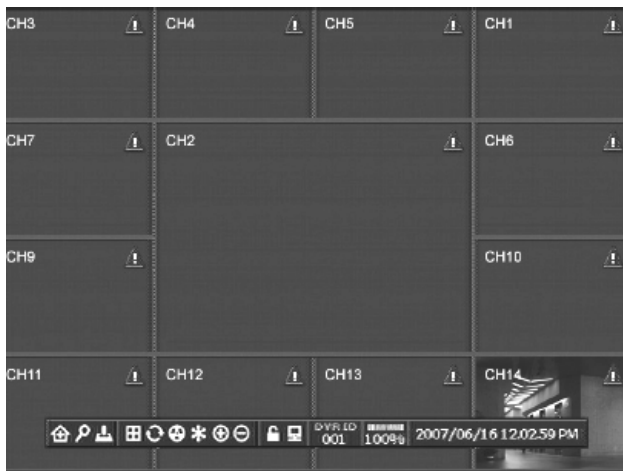 CH3 CH4 CH5 CH1
CH7 CH2 CH6
CH9 CH10
CH11 CH12 CH13 CH14
DVR ID
001 100% 2007/06/16 12:02:59 PM